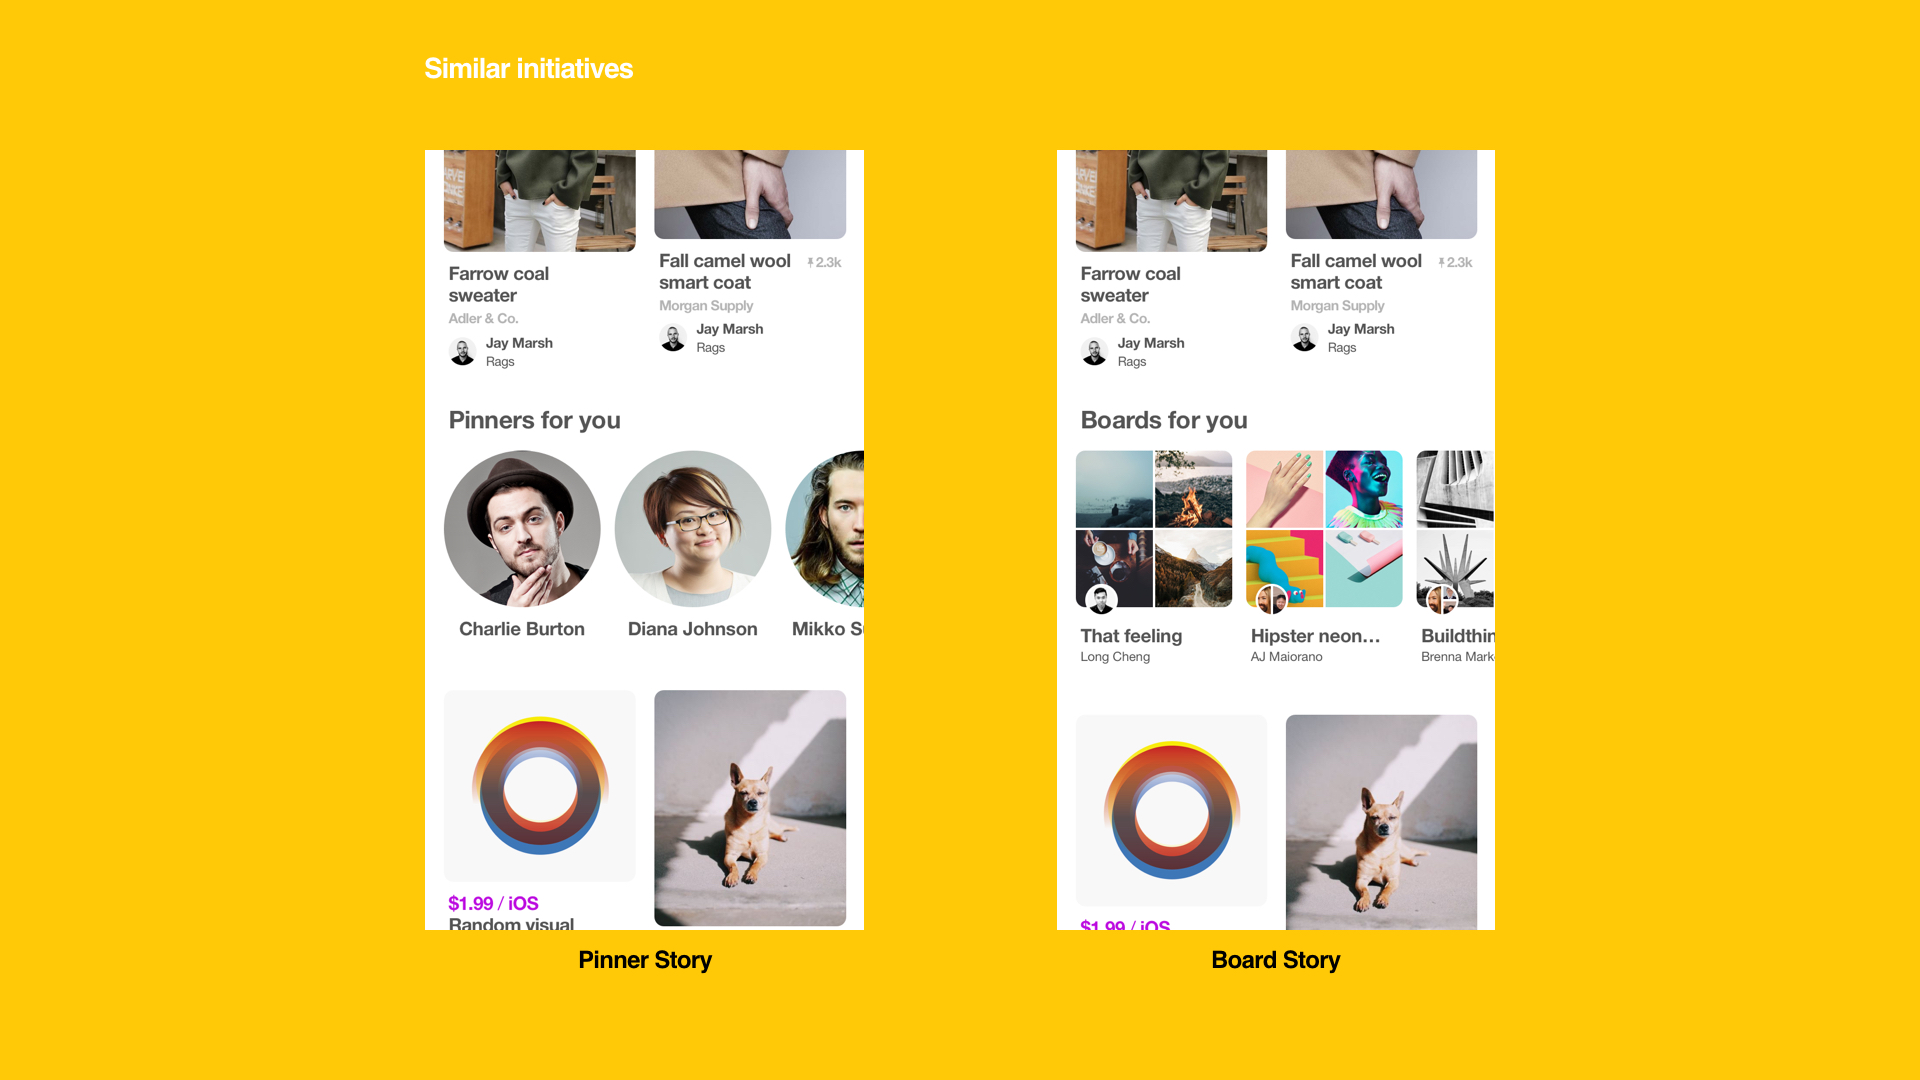 Similar initiatives
Farrow coal
sweater
Adler & Co.
Jay Marsh
Rags
Fall camel wool
smart coat
2.3k
Morgan Supply
Jay Marsh
Rags
Pinners for you
Charlie Burton
Diana Johnson
Mikko
$1.99 / iOS
Random visual
Pinner Story
Farrow coal
sweater
Adler & Co.
Jay Marsh
Rags
Fall camel wool
smart coat
2.3k
Morgan Supply
Jay Marsh
Rags
Boards for you
That feeling
Long Cheng
Hipster neon…
AJ Maiorano
Buildthin
Brenna Mark
$1.99 / iOS
Board Story